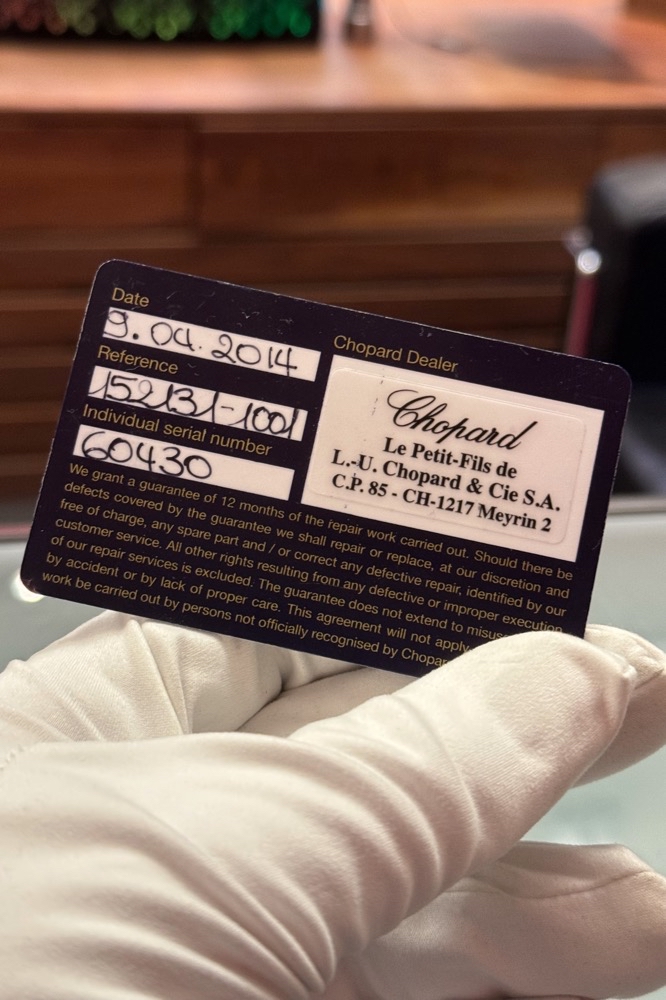 Date
9.04.2014
Reference
152131-1001
Individual serial number
60430
Chopard Dealer
Chopard
Le Petit-Fils de
L.-U. Chopard & Cie S.A.
C.P. 85 - CH-1217 Meyrin 2
We grant a guarantee of 12 months of the repair work carried out. Should there be
defects covered by the guarantee we shall repair or replace, at our discretion and
free of charge, any spare part and / or correct any defective repair, identified by our
customer service. All other rights resulting from any defective or improper execution
of our repair services is excluded. The guarantee does not extend to
by accident or by lack of proper care. This agreement will not apply
work be carried out by persons not officially recognised by